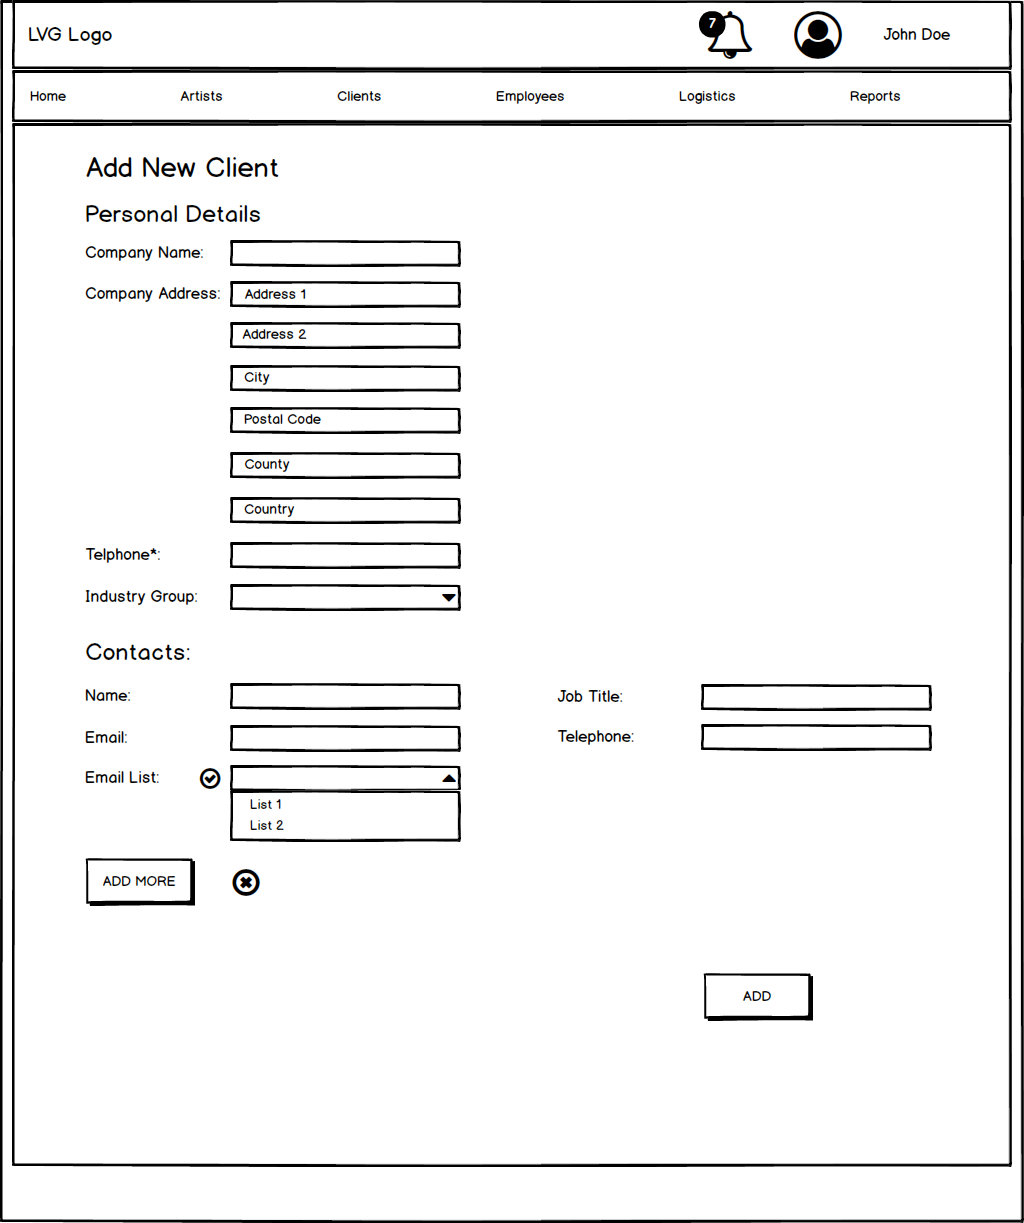 LVG Logo
7
John Doe
Home Artists Clients Employees Logistics Reports
Add New Client
Personal Details
Company Name:
Company Address: Address 1
Address 2
City
Postal Code
County
Country
Telphone*:
Industry Group:
Contacts:
Name: Job Title:
Email: Telephone:
Email List:
List 1
List 2
ADD MORE
ADD